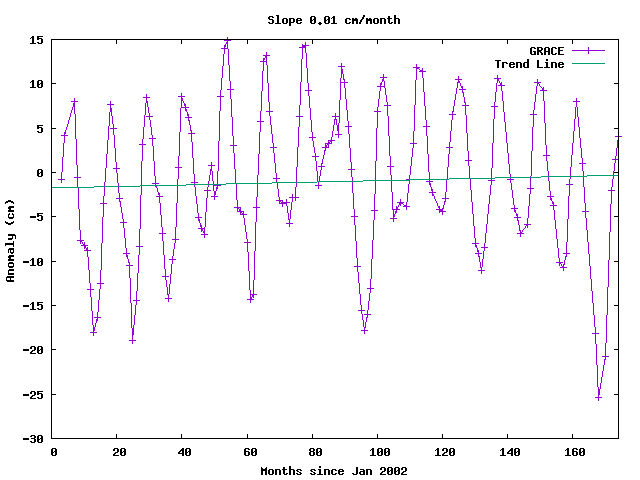 Slope 0.01 cm/month
GRACE
Trend Line
15
10
5
0
-5
-10
-15
-20
-25
-30
Anomaly (cm)
0 20 40 60 80 100 120 140 160
Months since Jan 2002